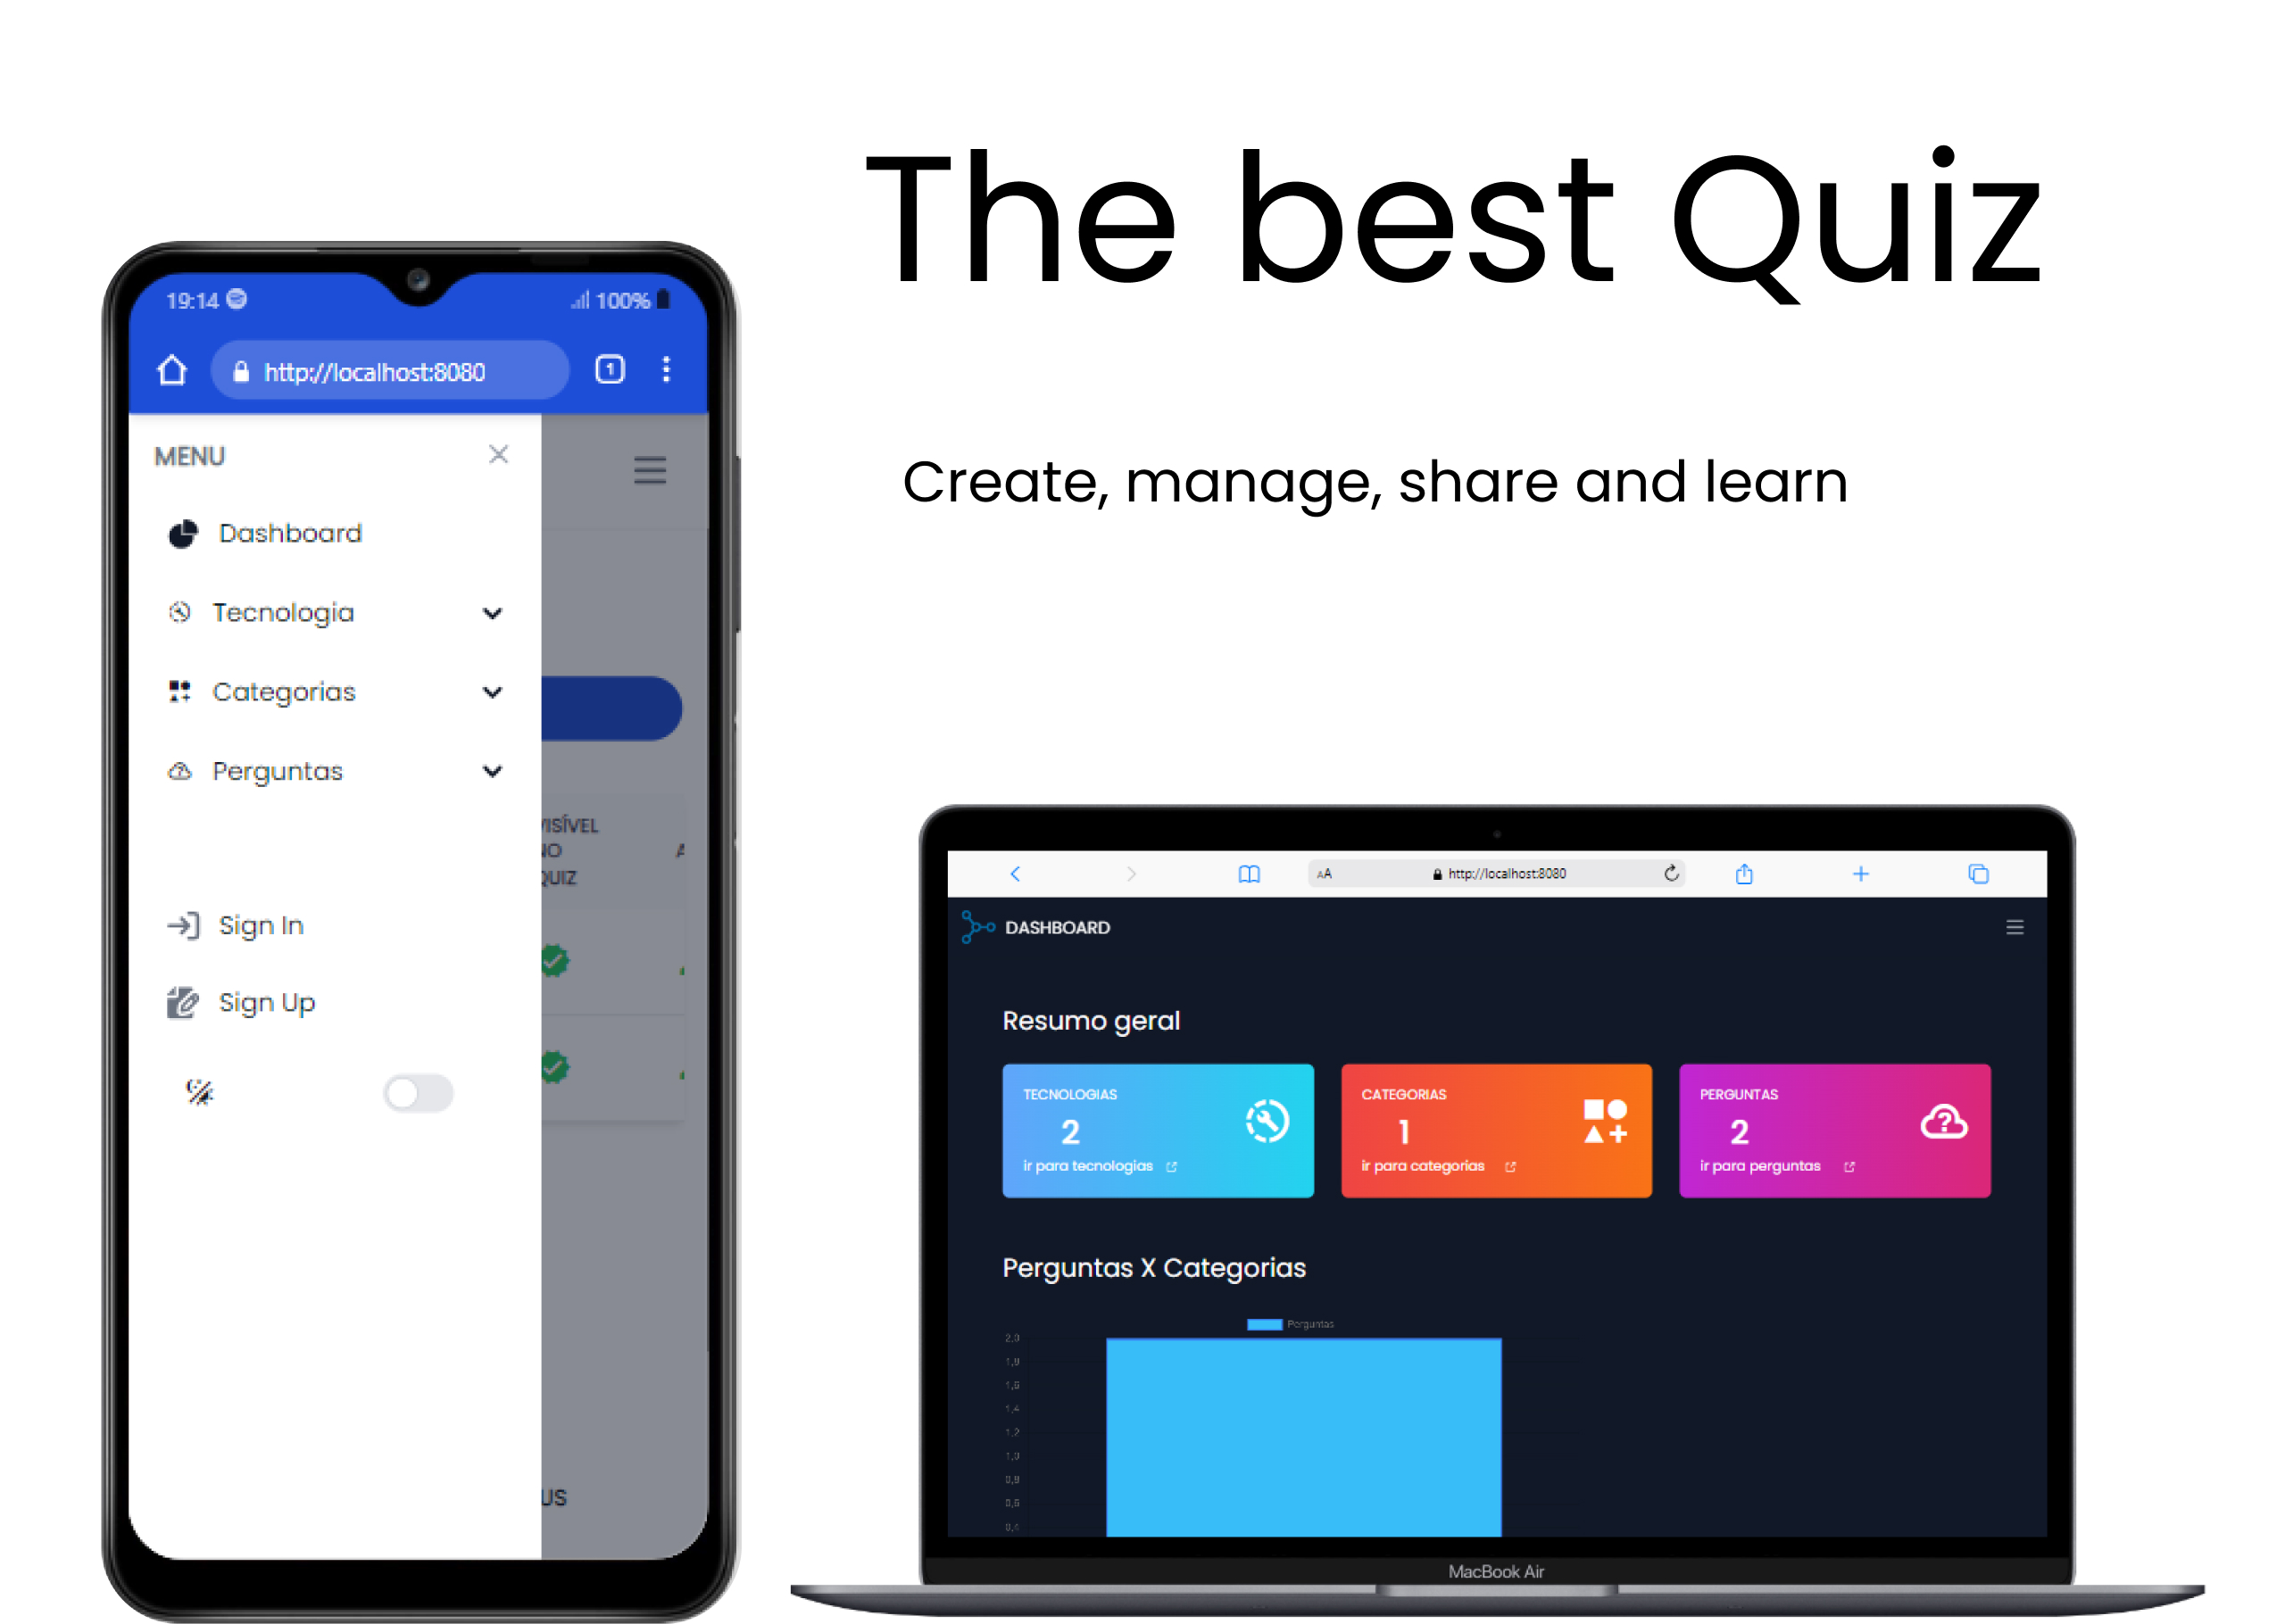 The best Quiz
Create, manage, share and learn
19:14
100%
http://localhost:8080
1
MENU
Dashboard
Tecnologia
Categorias
Perguntas
Sign In
Sign Up
QUIZ
US
AA
http://localhost:8080
DASHBOARD
Resumo geral
TECNOLOGIAS
2
ir para tecnologias
CATEGORIAS
1
ir para categorias
PERGUNTAS
2
ir para perguntas
Perguntas X Categorias
Perguntas
2,0
1,8
1,6
1,4
1,2
1,0
0,8
0,6
0,4
MacBook Air